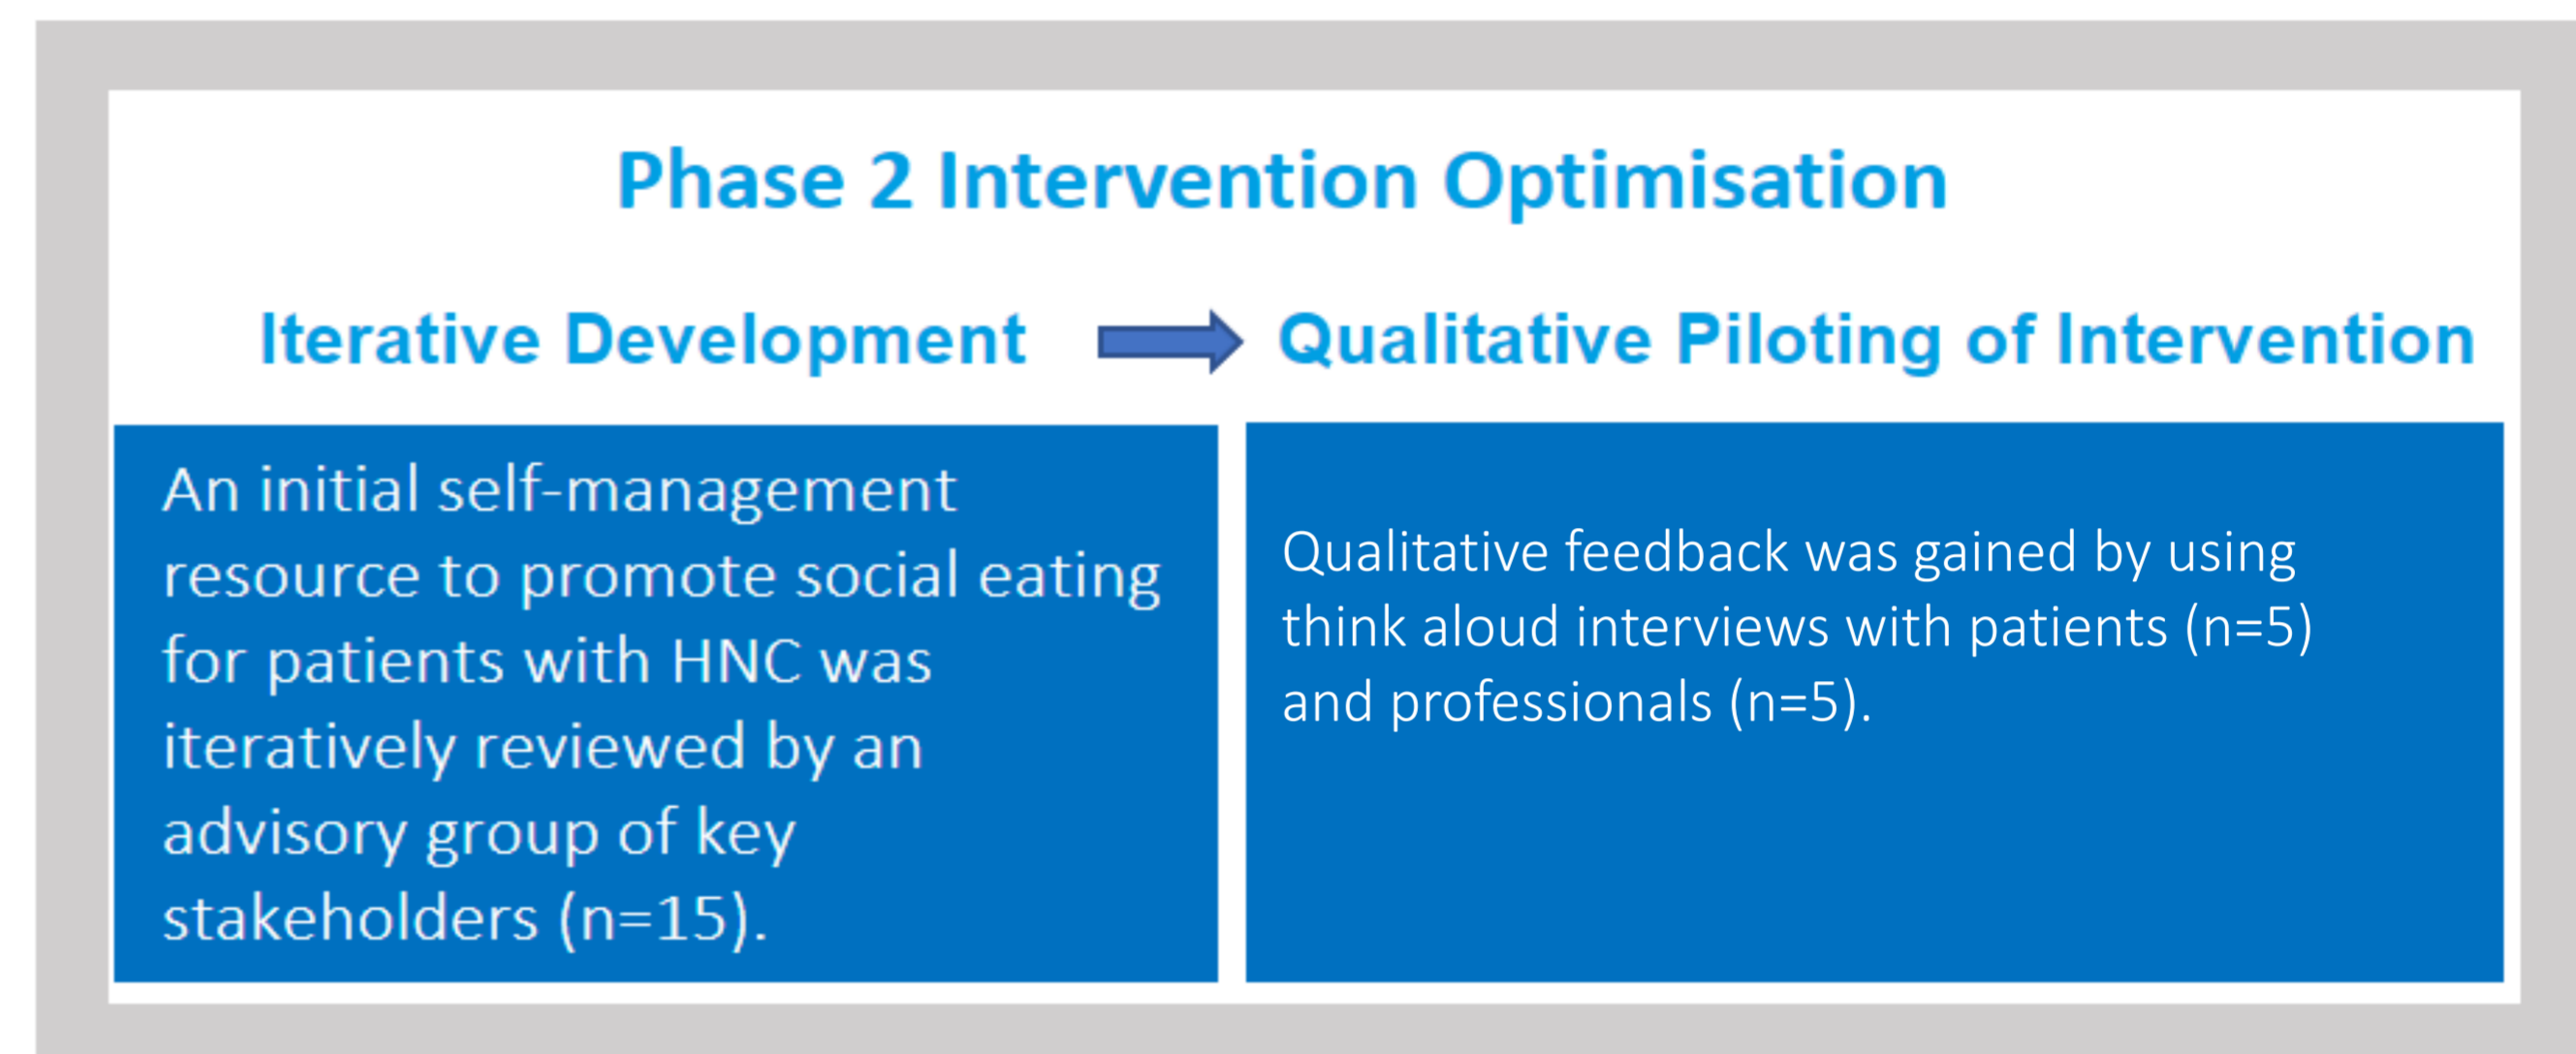 Phase 2 Intervention Optimisation
Iterative Development
Qualitative Piloting of Intervention
An initial self-management
resource to promote social eating
for patients with HNC was
iteratively reviewed by an
advisory group of key
stakeholders (n=15).
Qualitative feedback was gained by using
think aloud interviews with patients (n=5)
and professionals (n=5).